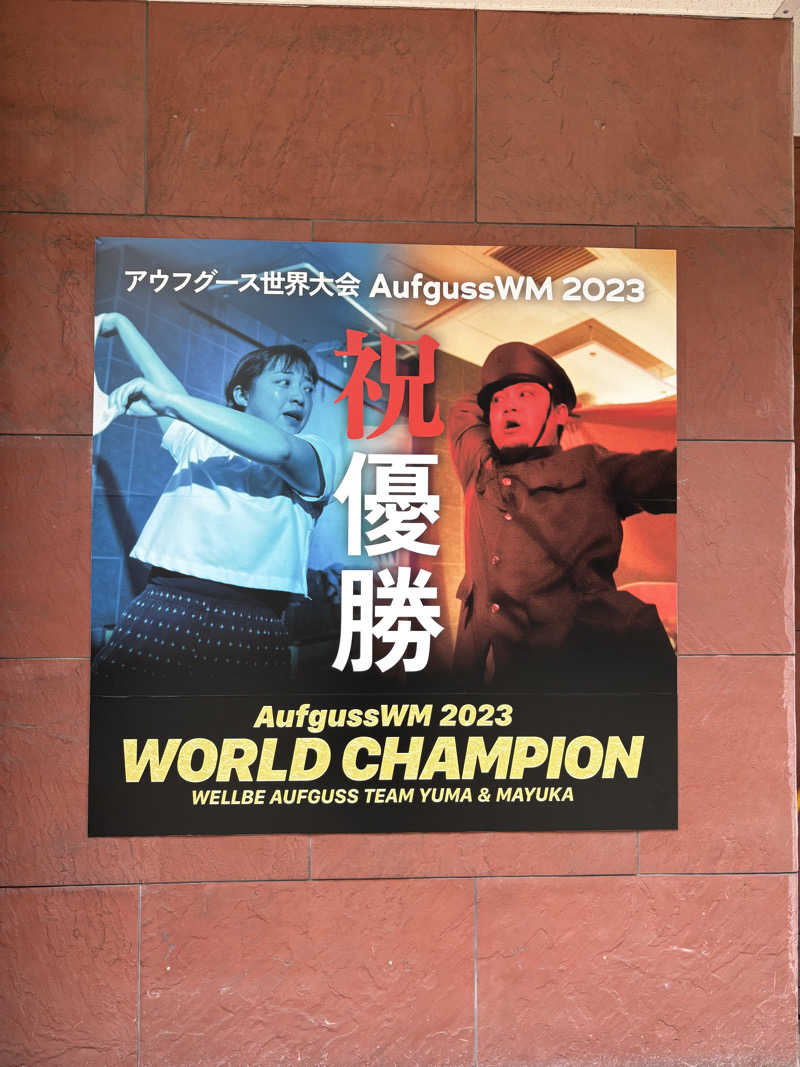 アウフグース世界大会 AufgussWM 2023
祝優勝
AufgussWM 2023
WORLD CHAMPION
WELLBE AUFGUSS TEAM YUMA & MAYUKA